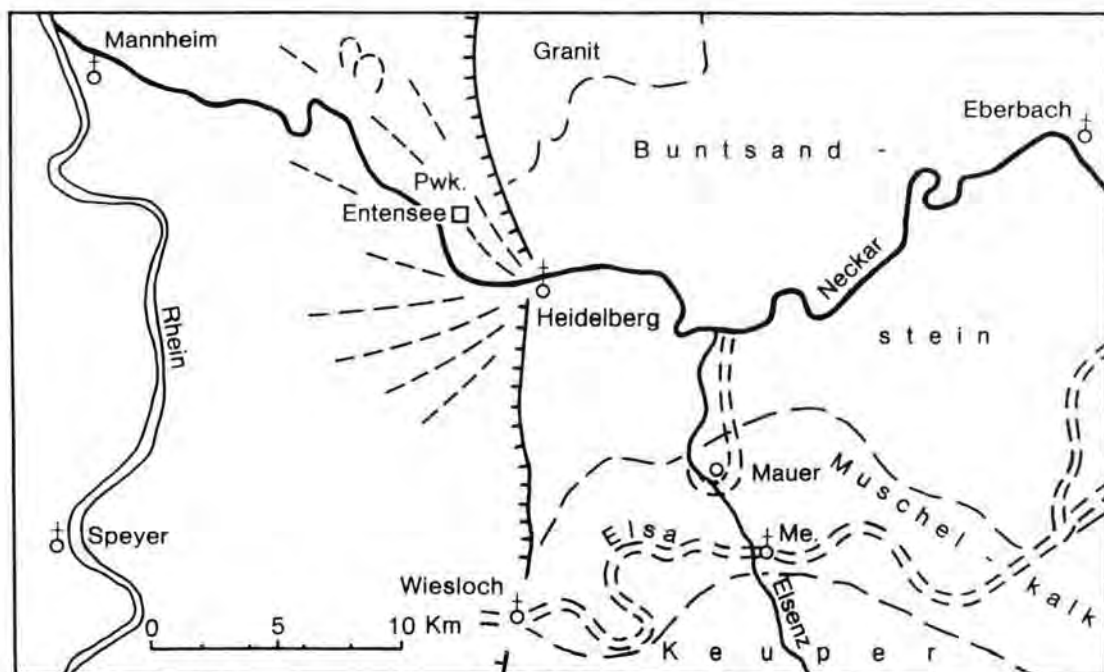 Mannheim
Granit
Eberbach
Buntsand-
Pwk.
Entensee
Neckar
Rhein
Heidelberg
stein
Mauer
Muschel-
Speyer
Elsa
Me.
Wiesloch
Elsenz
kalk
0 5 10 Km
Keuper